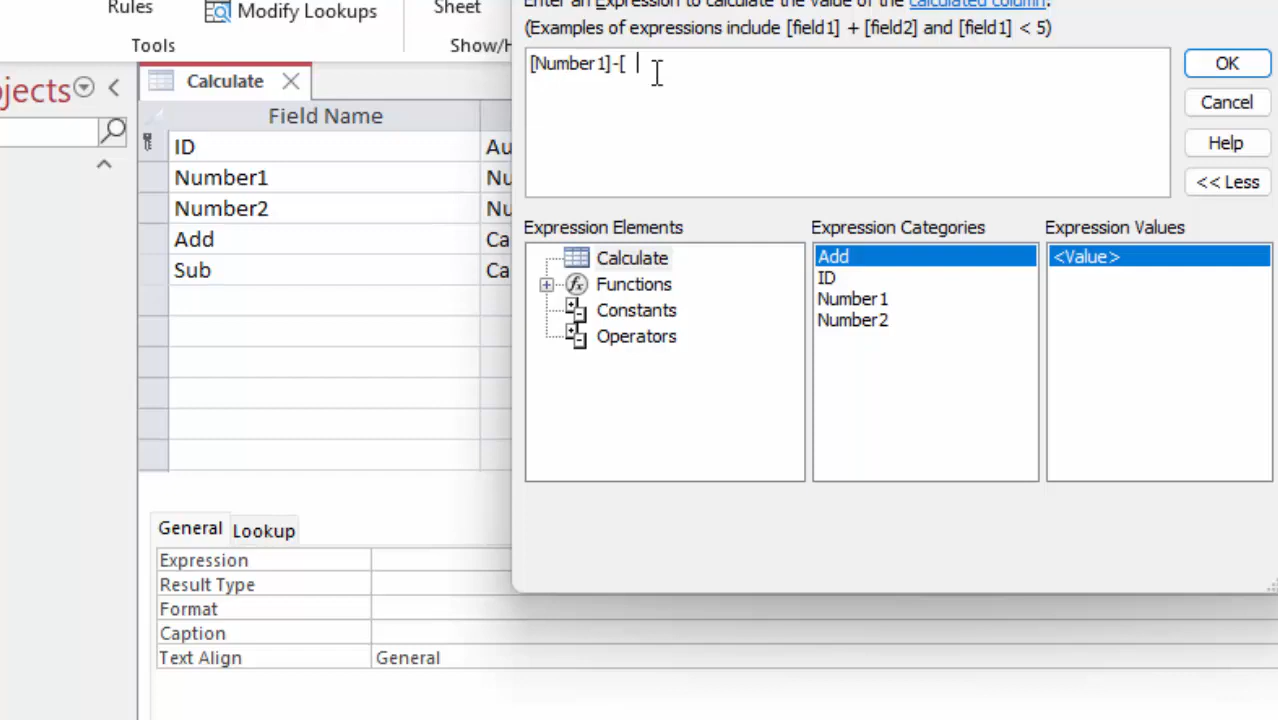 Rules
Modify Lookups
Sheet
Tools
Show/H
Enter an Expression to calculate the value of the calculated column.
(Examples of expressions include [field1] + [field2] and [field1] < 5)
[Number1]-[
OK
Cancel
Help
<< Less
bjects
Calculate
Field Name
ID
Au
Number1
Nu
Number2
Nu
Add
Ca
Sub
Ca
Expression Elements
Calculate
Functions
Constants
Operators
Expression Categories
Add
ID
Number1
Number2
Expression Values
<Value>
General
Lookup
Expression
Result Type
Format
Caption
Text Align
General